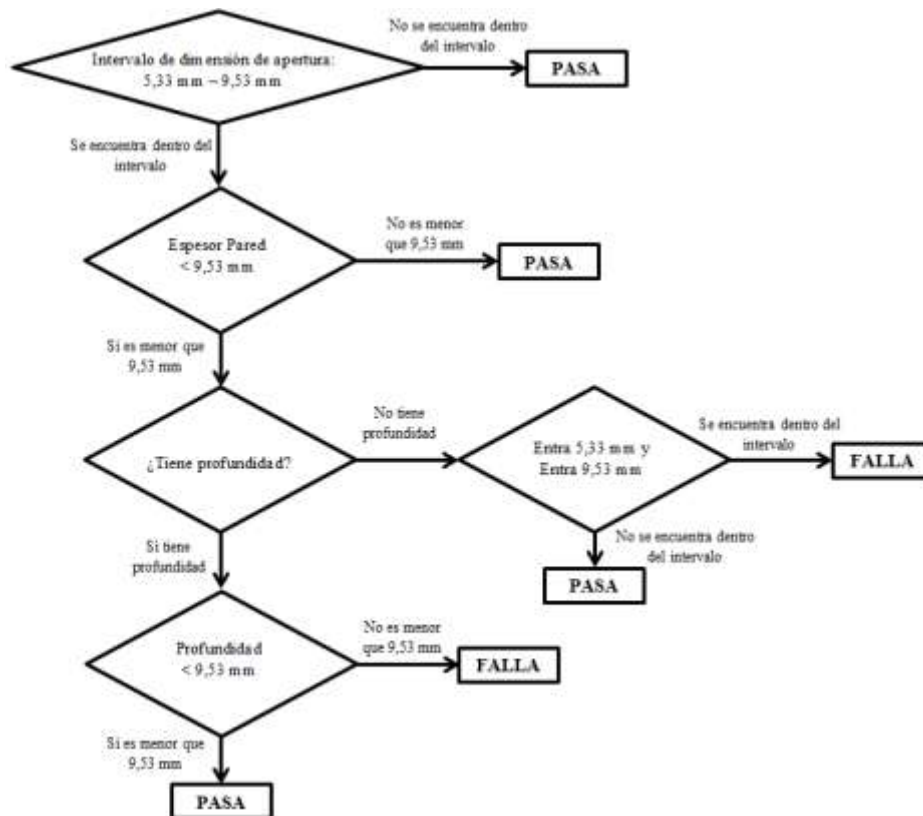 No se encuentra dentro
del intervalo
Intervalo de dimensión de apertura:
5,33 mm – 9,53 mm
PASA
Se encuentra dentro del
intervalo
No es menor
que 9,53 mm
Espesor Pared
< 9,53 mm
PASA
Si es menor que
9,53 mm
No tiene
profundidad
¿Tiene profundidad?
Entra 5,33 mm y
Entra 9,53 mm
Se encuentra dentro del
intervalo
FALLA
No se encuentra dentro
del intervalo
PASA
Si tiene
profundidad
No es menor
que 9,53 mm
Profundidad
< 9,53 mm
FALLA
Si es menor que
9,53 mm
PASA